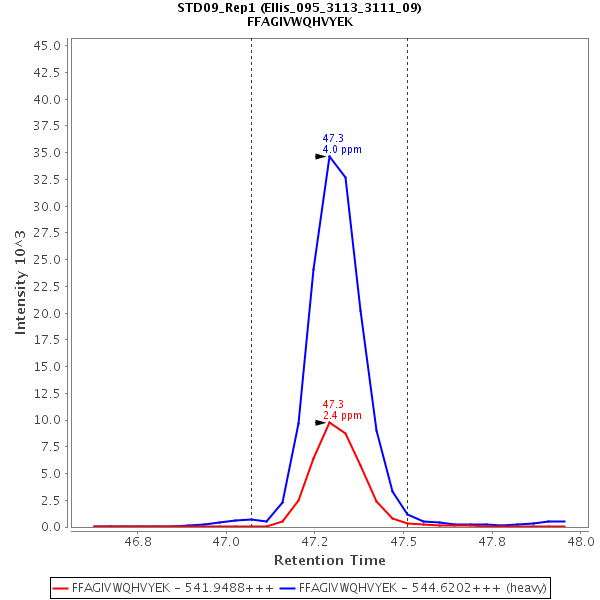 STD09_Rep1 (Ellis_095_3113_3111_09)
FFAGIVWQHVYEK
Intensity 10^3
45.0
42.5
40.0
37.5
35.0
32.5
30.0
27.5
25.0
22.5
20.0
17.5
15.0
12.5
10.0
7.5
5.0
2.5
0.0
47.3
4.0 ppm
47.3
2.4 ppm
46.8 47.0 47.2 47.5 47.8 48.0
Retention Time
FFAGIVWQHVYEK - 541.9488+++ FFAGIVWQHVYEK - 544.6202+++ (heavy)